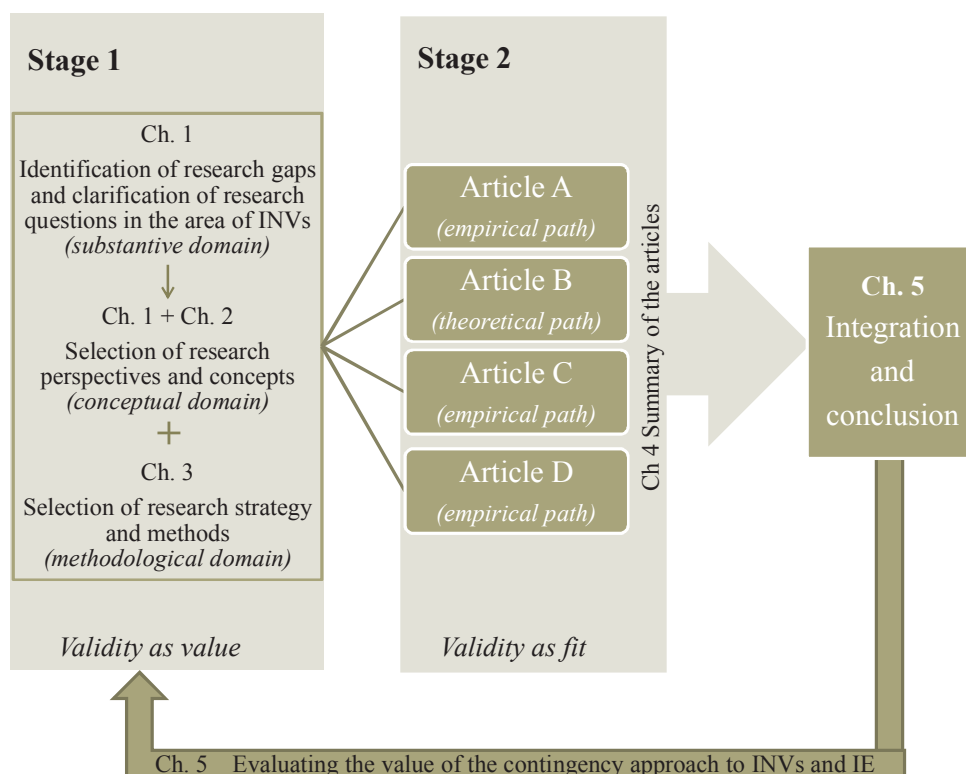 Stage 1
Ch. 1
Identification of research gaps
and clarification of research
questions in the area of INVs
(substantive domain)
Ch. 1 + Ch. 2
Selection of research
perspectives and concepts
(conceptual domain)
+
Ch. 3
Selection of research strategy
and methods
(methodological domain)
Validity as value
Stage 2
Article A
(empirical path)
Article B
(theoretical path)
Article C
(empirical path)
Article D
(empirical path)
Ch 4 Summary of the articles
Validity as fit
Ch. 5
Integration
and
conclusion
Ch. 5 Evaluating the value of the contingency approach to INVs and IE